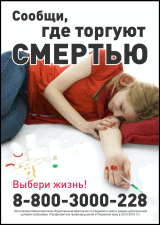 Сообщи,
где торгуют
СМЕРТЬЮ
Выбери жизнь!
8-800-3000-228